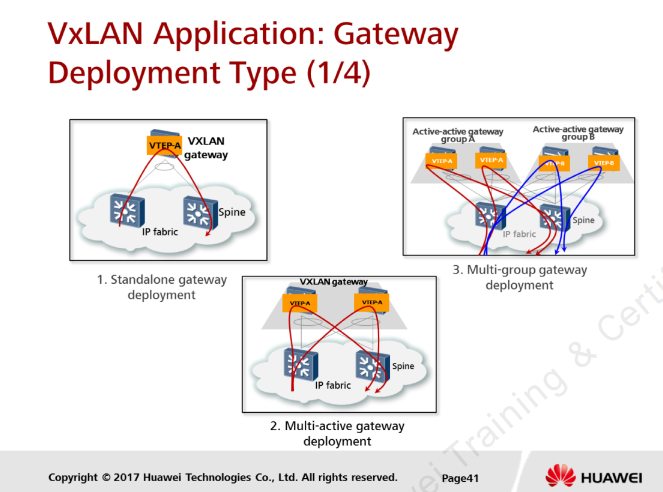 VxLAN Application: Gateway
Deployment Type (1/4)
VTEP-A
VXLAN
gateway
Spine
IP fabric
1. Standalone gateway
deployment
Active-active gateway
group A
Active-active gateway
group B
VTEP-A
VTEP-A
VTEP-B
VTEP-B
Spine
IP fabric
3. Multi-group gateway
deployment
VXLAN gateway
VTEP-A
VTEP-A
Spine
IP fabric
2. Multi-active gateway
deployment
Training & Certi
Copyright © 2017 Huawei Technologies Co., Ltd. All rights reserved.
Page41
HUAWEI